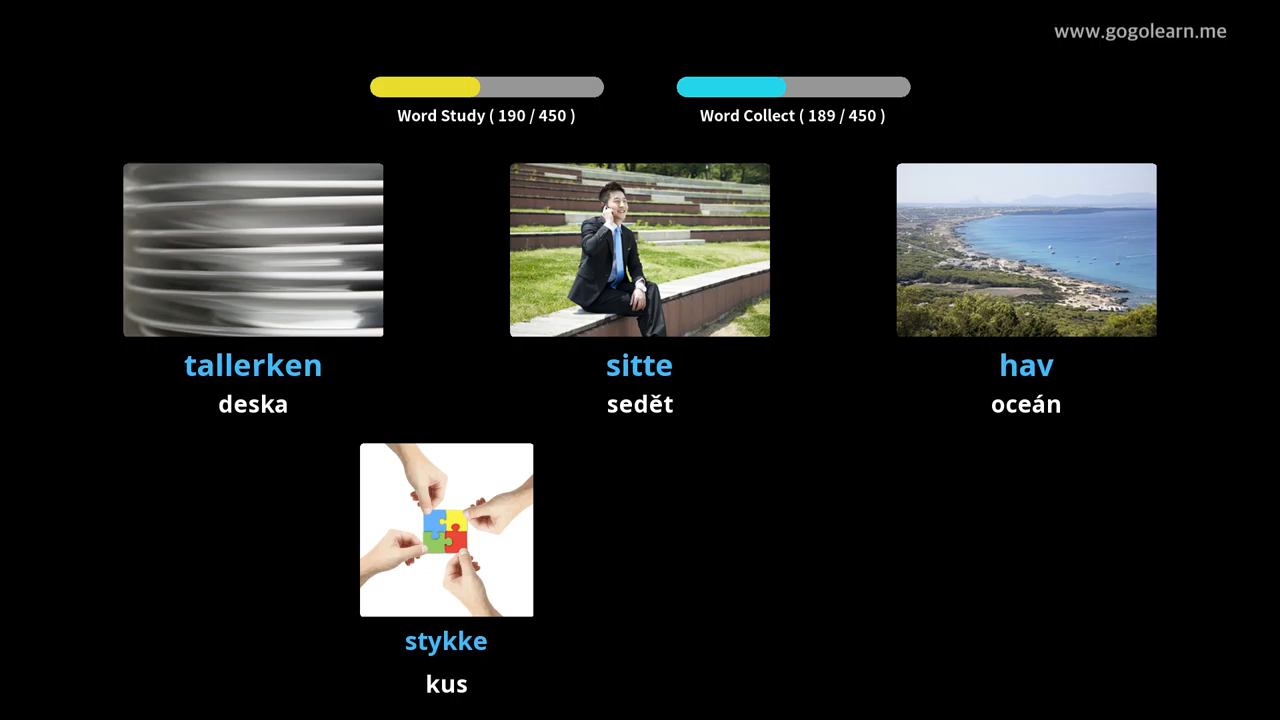 www.gogolearn.me
Word Study ( 190 / 450 )
Word Collect ( 189 / 450 )
tallerken
deska
sitte
sedět
hav
oceán
stykke
kus